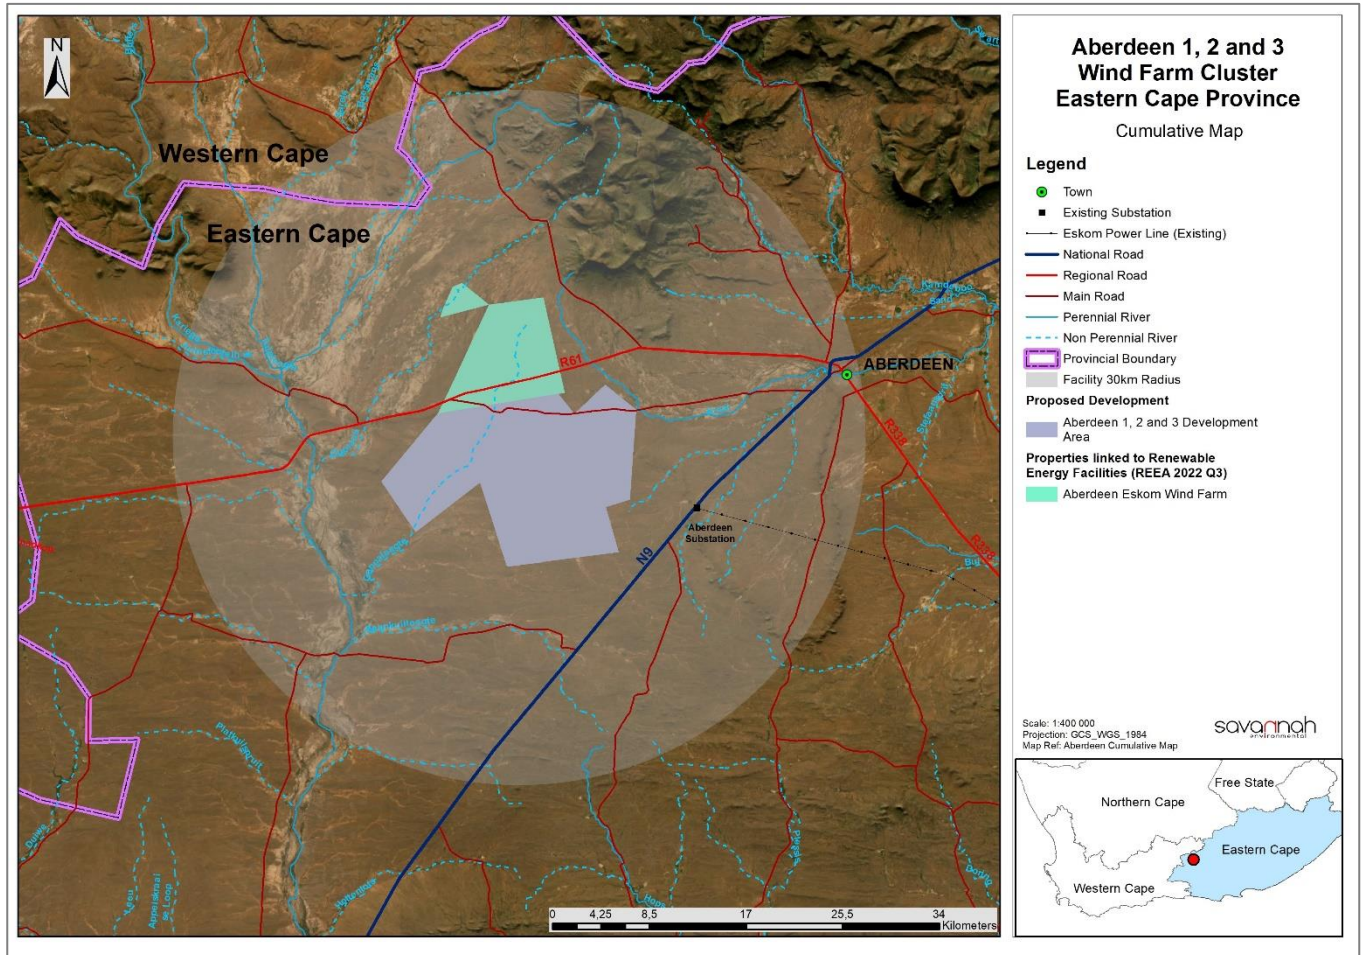 N
Western Cape
Eastern Cape
R61
ABERDEEN
R338
R338
N9
Aberdeen
Substation
Kraai
Hops
0 4,25 8,5 17 25,5 34
Kilometers
Aberdeen 1, 2 and 3
Wind Farm Cluster
Eastern Cape Province
Cumulative Map
Legend
Town
Existing Substation
Eskom Power Line (Existing)
National Road
Regional Road
Main Road
Perennial River
Non Perennial River
Provincial Boundary
Facility 30km Radius
Proposed Development
Aberdeen 1, 2 and 3 Development
Area
Properties linked to Renewable
Energy Facilities (REEA 2022 Q3)
Aberdeen Eskom Wind Farm
Scale: 1:400 000
Projection: GCS_WGS_1984
Map Ref: Aberdeen Cumulative Map
savannah
environmental
Free State
Northern Cape
Eastern Cape
Western Cape